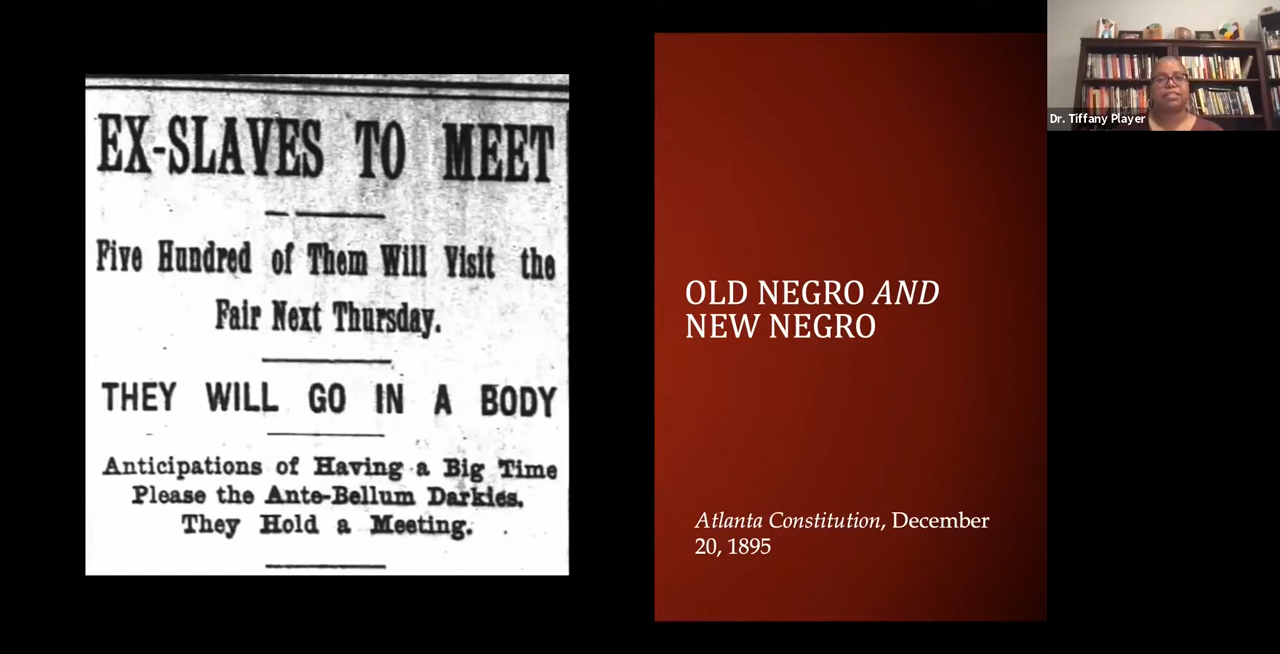 EX-SLAVES TO MEET
Five Hundred of Them Will Visit the
Fair Next Thursday.
THEY WILL GO IN A BODY
Anticipations of Having a Big Time
Please the Ante-Bellum Darkies.
They Hold a Meeting.
OLD NEGRO AND
NEW NEGRO
Atlanta Constitution, December
20, 1895
Dr. Tiffany Player